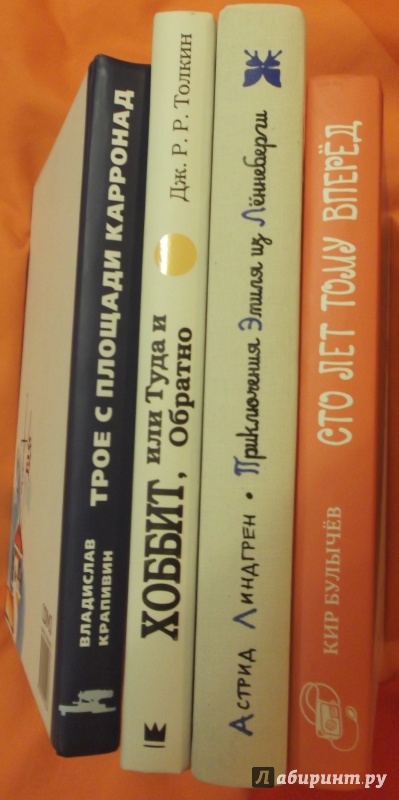 ВЛАДИСЛАВ
КРАПИВИН
ТРОЕ С ПЛОЩАДИ КАРРОНАД
ХОББИТ, или Туда и
Обратно
Дж. Р. Р. Толкин
Астрид Линдгрен • Приключения Эмиля из Лённеберги
КИР БУЛЫЧЁВ
СТО ЛЕТ ТОМУ ВПЕРЁД
© Лабиринт.ру